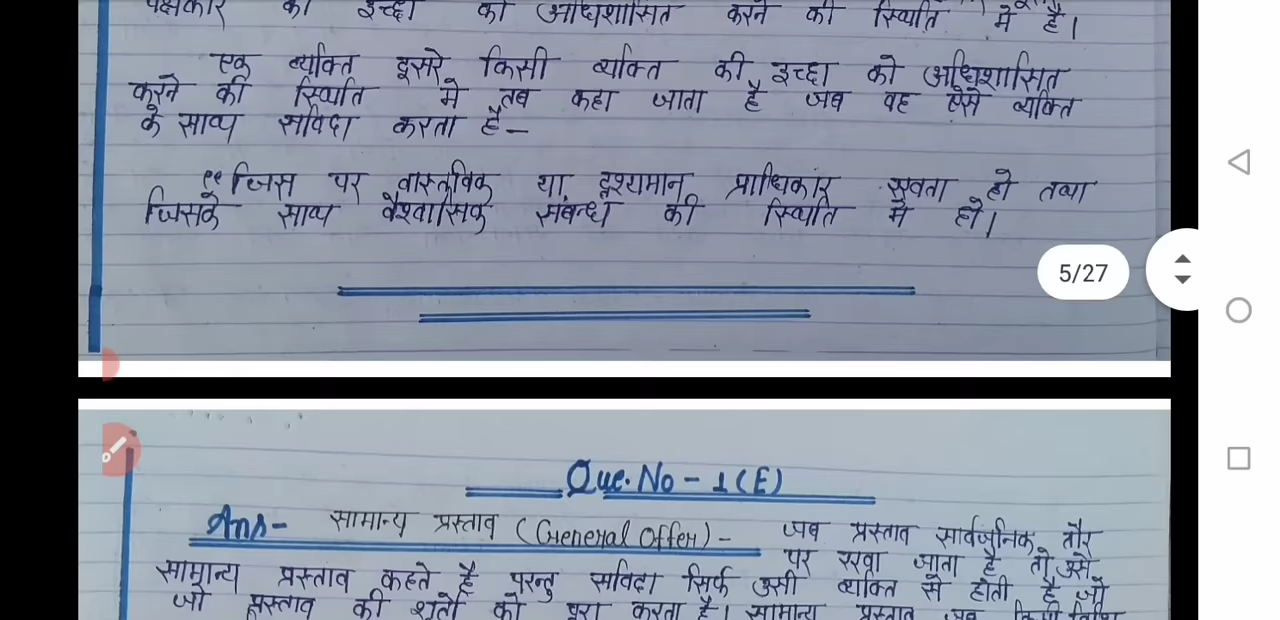 पक्षकार की इच्छा को अधिशासित करने की स्थिति में है।
एक व्यक्ति दूसरे किसी व्यक्ति की इच्छा को अधिशासित
करने की स्थिति मे तब कहा जाता है जब वह ऐसे व्यक्ति
के साथ संविदा करता है –
जिस पर वास्तविक या दृश्यमान प्राधिकार रखता हो तथा
जिसके साथ वैश्वासिक संबन्ध की स्थिति में हो।
5/27
Que. No - 1 (E)
Ans- सामान्य प्रस्ताव (General Offer) - जब प्रस्ताव सार्वजनिक तौर
पर रखा जाता है तो उसे
सामान्य प्रस्ताव कहते है परन्तु संविदा सिर्फ उसी व्यक्ति से होती है जो
जो प्रस्ताव की शर्तो को पूरा करता है। सामान्य प्रस्ताव जब